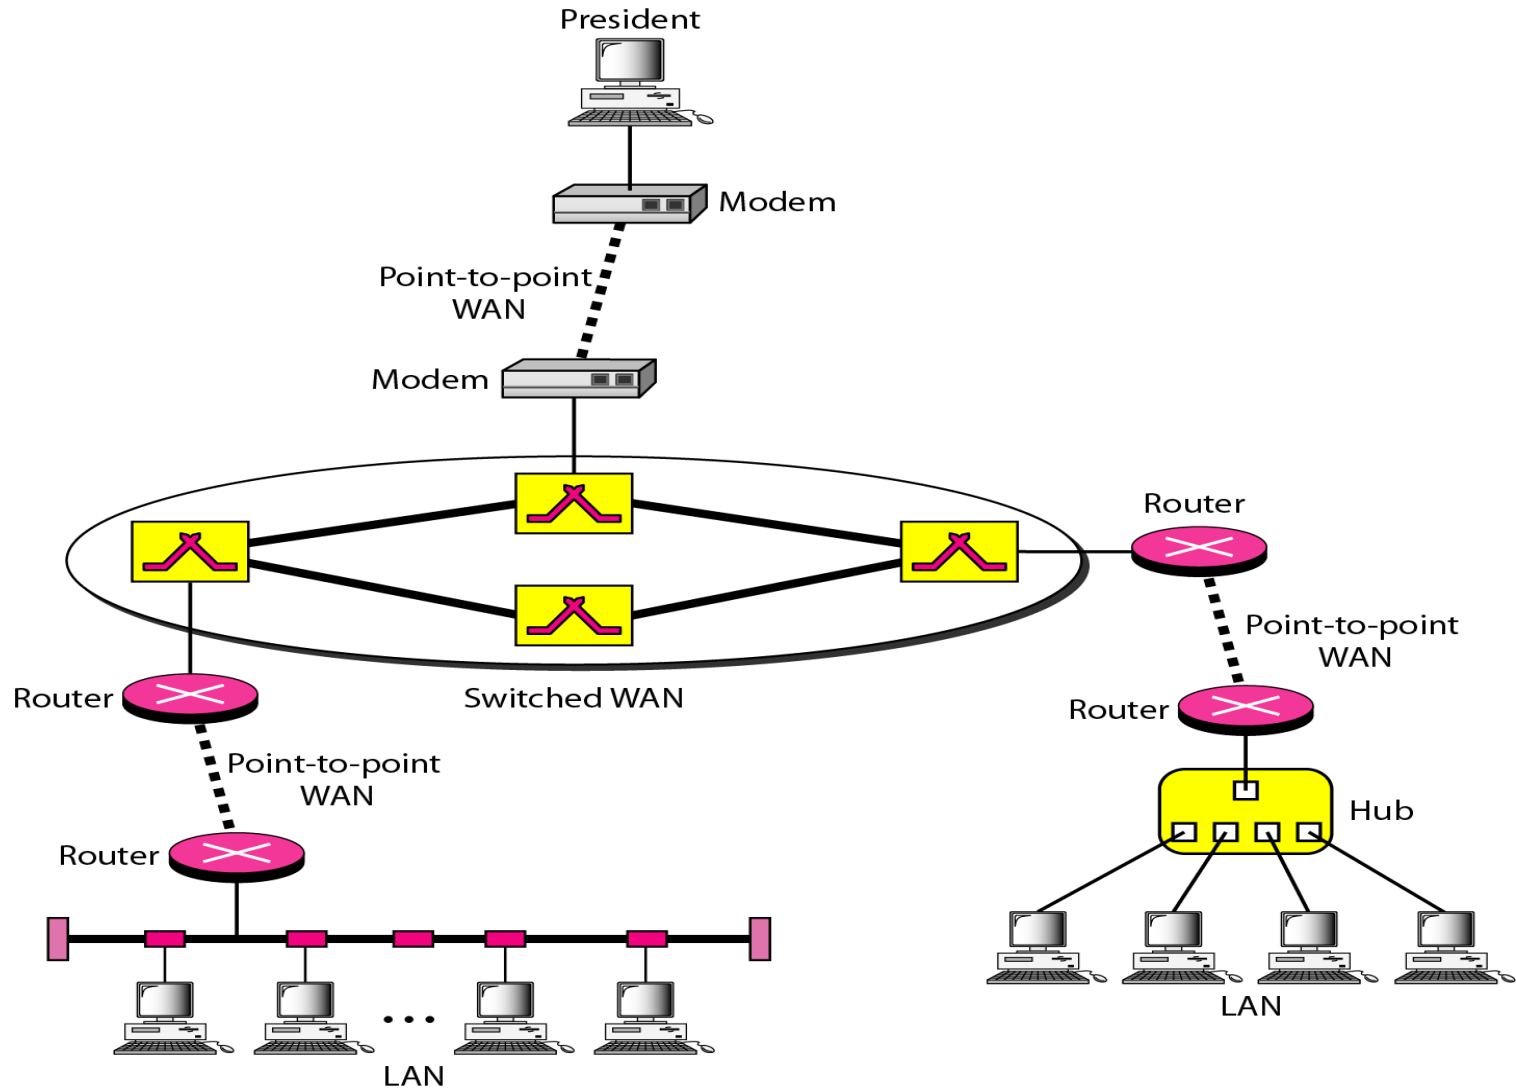 President
Modem
Point-to-point
WAN
Modem
Router
Point-to-point
WAN
Router
Switched WAN
Router
Point-to-point
WAN
Hub
Router
LAN
LAN